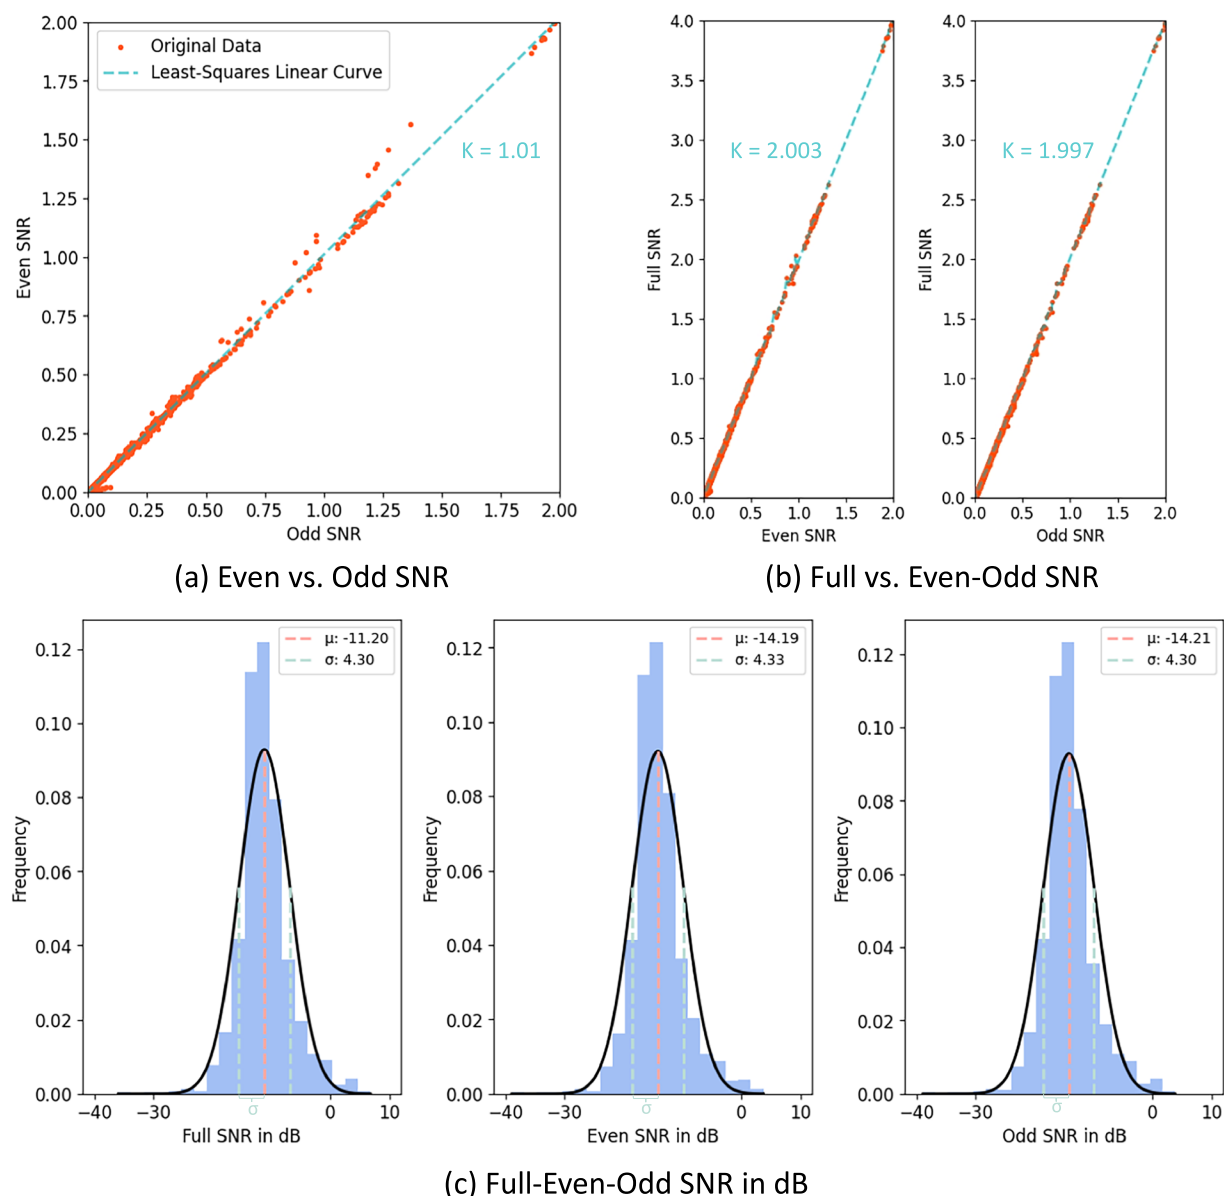 2.00
1.75
1.50
1.25
1.00
0.75
0.50
0.25
0.00
Even SNR
Original Data
Least-Squares Linear Curve
K = 1.01
0.00 0.25 0.50 0.75 1.00 1.25 1.50 1.75 2.00
Odd SNR
(a) Even vs. Odd SNR
4.0
3.5
3.0
2.5
2.0
1.5
1.0
0.5
0.0
Full SNR
K = 2.003
0.0 0.5 1.0 1.5 2.0
Even SNR
4.0
3.5
3.0
2.5
2.0
1.5
1.0
0.5
0.0
Full SNR
K = 1.997
0.0 0.5 1.0 1.5 2.0
Odd SNR
(b) Full vs. Even-Odd SNR
0.12
0.10
0.08
0.06
0.04
0.02
0.00
Frequency
μ: -11.20
σ: 4.30
σ
−40 −30 0 10
Full SNR in dB
0.12
0.10
0.08
0.06
0.04
0.02
0.00
Frequency
μ: -14.19
σ: 4.33
σ
−40 −30 0 10
Even SNR in dB
0.12
0.10
0.08
0.06
0.04
0.02
0.00
Frequency
μ: -14.21
σ: 4.30
σ
−40 −30 0 10
Odd SNR in dB
(c) Full-Even-Odd SNR in dB